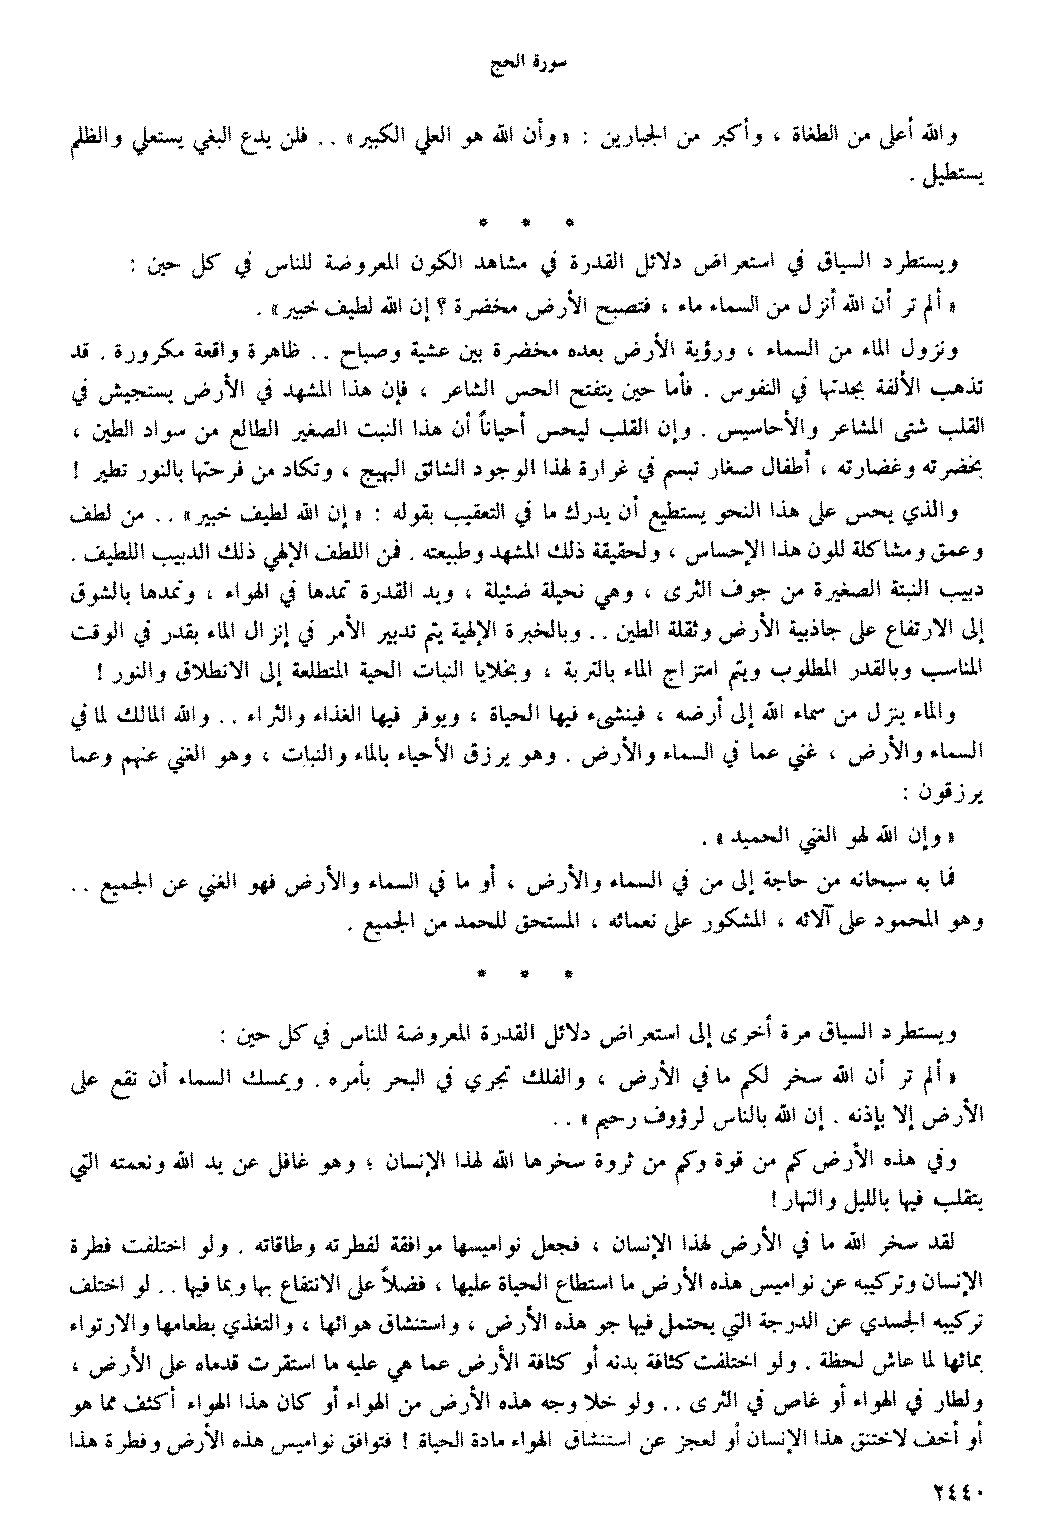 سورة الحج
والله أعلى من الطغاة ، وأكبر من الجبارين : « وأن الله هو العلي الكبير » .. فلن يدع البغي يستعلي والظلم
يستطيل .
* * *
ويستطرد السياق في استعراض دلائل القدرة في مشاهد الكون المعروضة للناس في كل حين :
« ألم تر أن الله أنزل من السماء ماء ، فتصبح الأرض مخضرة ؟ إن الله لطيف خبير » .
ونزول الماء من السماء ، ورؤية الأرض بعده مخضرة بين عشية وصباح .. ظاهرة واقعة مكرورة . قد
تذهب الألفة بجدتها في النفوس . فأما حين يتفتح الحس الشاعر ، فإن هذا المشهد في الأرض يستجيش في
القلب شتى المشاعر والأحاسيس . وإن القلب ليحس أحياناً أن هذا النبت الصغير الطالع من سواد الطين ،
بخضرته وغضارته ، أطفال صغار تبسم في غرارة لهذا الوجود الشائق البهيج ، وتكاد من فرحتها بالنور تطير !
والذي يحس على هذا النحو يستطيع أن يدرك ما في التعقيب بقوله : « إن الله لطيف خبير » .. من لطف
وعمق ومشاكلة للون هذا الإحساس ، ولحقيقة ذلك المشهد وطبيعته . فمن اللطف الإلهي ذلك الدبيب اللطيف .
دبيب النبتة الصغيرة من جوف الثرى ، وهي نحيلة ضئيلة ، ويد القدرة تمدها في الهواء ، وتمدها بالشوق
إلى الارتفاع على جاذبية الأرض وثقلة الطين .. وبالخبرة الإلهية يتم تدبير الأمر في إنزال الماء بقدر في الوقت
المناسب وبالقدر المطلوب ويتم امتزاج الماء بالتربة ، وبخلايا النبات الحية المتطلعة إلى الانطلاق والنور !
والماء ينزل من سماء الله إلى أرضه ، فينشىء فيها الحياة ، ويوفر فيها الغذاء والثراء .. والله المالك لما في
السماء والأرض ، غني عما في السماء والأرض . وهو يرزق الأحياء بالماء والنبات ، وهو الغني عنهم وعما
يرزقون :
« وإن الله لهو الغني الحميد » .
فما به سبحانه من حاجة إلى من في السماء والأرض ، أو ما في السماء والأرض فهو الغني عن الجميع ..
وهو المحمود على آلائه ، المشكور على نعمائه ، المستحق للحمد من الجميع .
* * *
ويستطرد السياق مرة أخرى إلى استعراض دلائل القدرة المعروضة للناس في كل حين :
« ألم تر أن الله سخر لكم ما في الأرض ، والفلك تجري في البحر بأمره . ويمسك السماء أن تقع على
الأرض إلا بإذنه . إن الله بالناس لرؤوف رحيم » ..
وفي هذه الأرض كم من قوة وكم من ثروة سخرها الله لهذا الإنسان ؛ وهو غافل عن يد الله ونعمته التي
يتقلب فيها بالليل والنهار !
لقد سخر الله ما في الأرض لهذا الإنسان ، فجعل نواميسها موافقة لفطرته وطاقاته . ولو اختلفت فطرة
الإنسان وتركيبه عن نواميس هذه الأرض ما استطاع الحياة عليها ، فضلاً على الانتفاع بها وبما فيها .. لو اختلف
تركيبه الجسدي عن الدرجة التي يحتمل فيها جو هذه الأرض ، واستنشاق هوائها ، والتغذي بطعامها والارتواء
بمائها لما عاش لحظة . ولو اختلفت كثافة بدنه أو كثافة الأرض عما هي عليه ما استقرت قدماه على الأرض ،
ولطار في الهواء أو غاص في الثرى .. ولو خلا وجه هذه الأرض من الهواء أو كان هذا الهواء أكثف مما هو
أو أخف لاختنق هذا الإنسان أو لعجز عن استنشاق الهواء مادة الحياة ! فتوافق نواميس هذه الأرض وفطرة هذا
٢٤٤٠